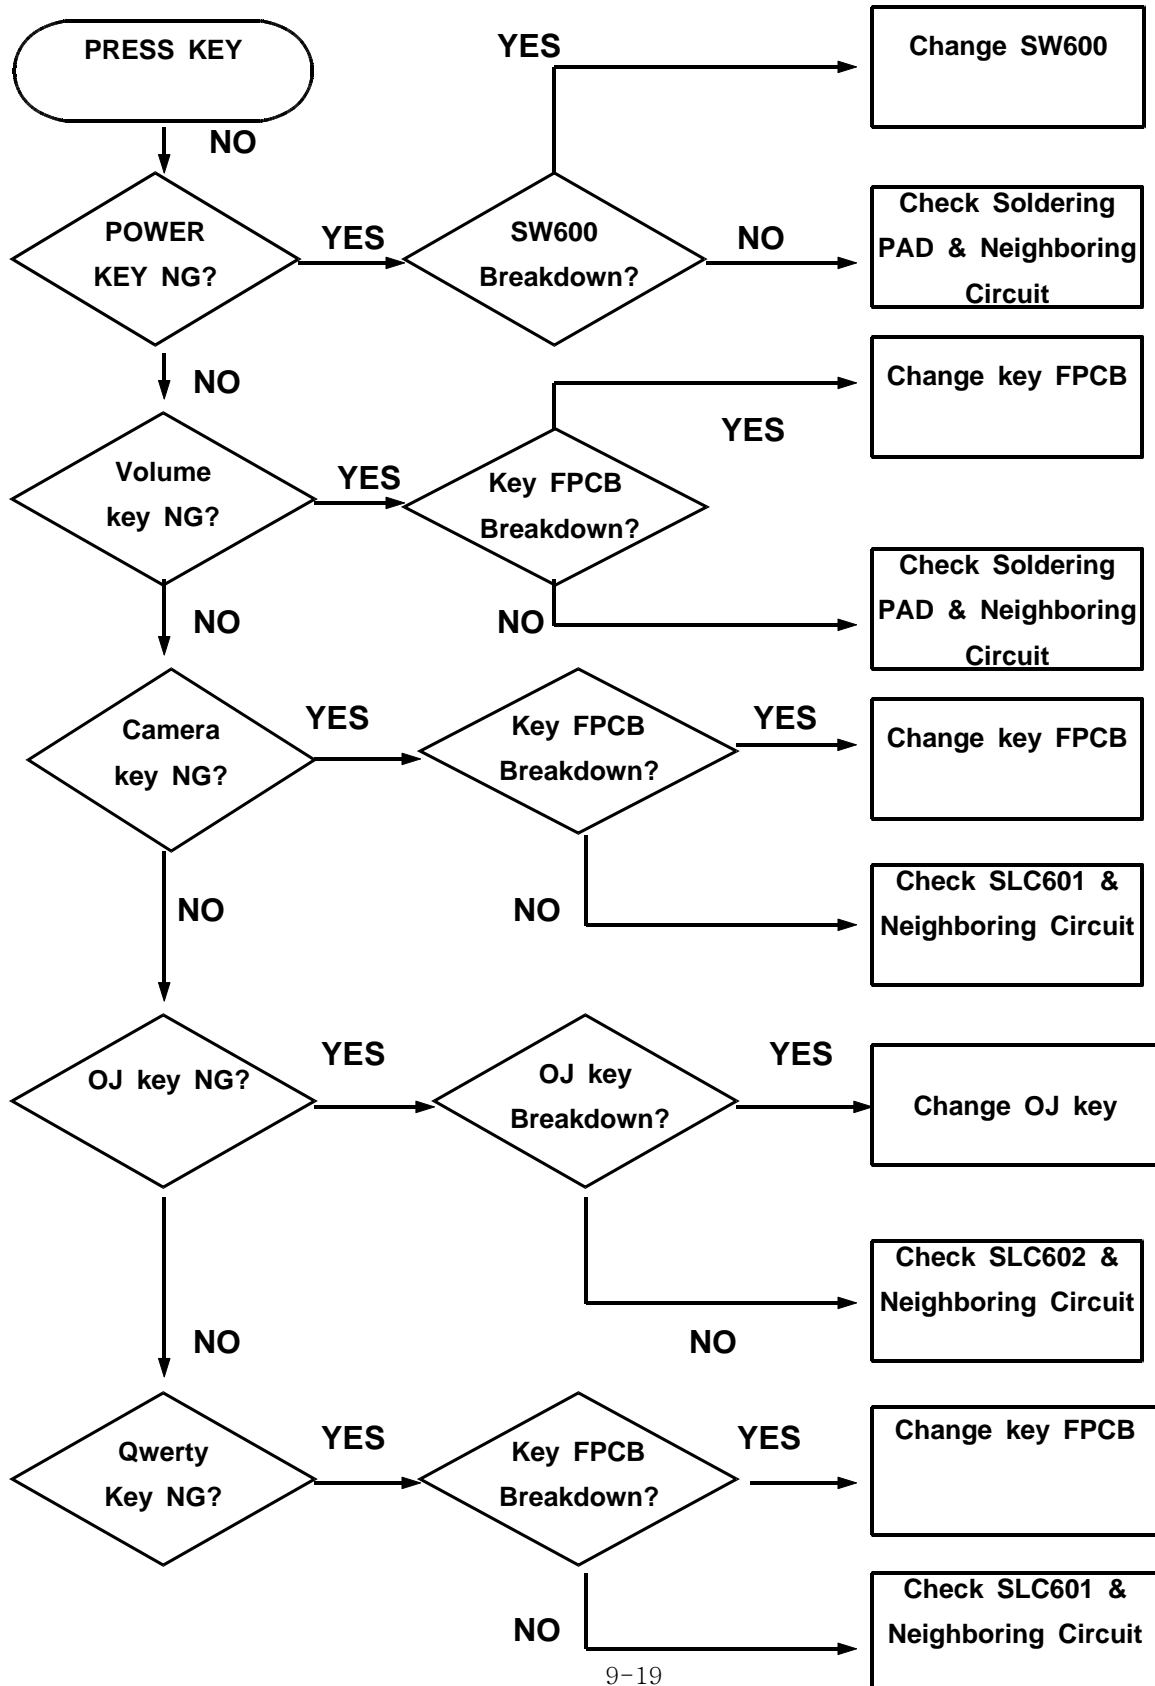 PRESS KEY
YES
Change SW600
NO
POWER
KEY NG?
YES
SW600
Breakdown?
NO
Check Soldering
PAD & Neighboring
Circuit
NO
Volume
key NG?
YES
Key FPCB
Breakdown?
YES
Change key FPCB
NO
NO
Check Soldering
PAD & Neighboring
Circuit
Camera
key NG?
YES
Key FPCB
Breakdown?
YES
Change key FPCB
NO
NO
Check SLC601 &
Neighboring Circuit
OJ key NG?
YES
OJ key
Breakdown?
YES
Change OJ key
NO
NO
Check SLC602 &
Neighboring Circuit
Qwerty
Key NG?
YES
Key FPCB
Breakdown?
YES
Change key FPCB
NO
Check SLC601 &
Neighboring Circuit
9-19